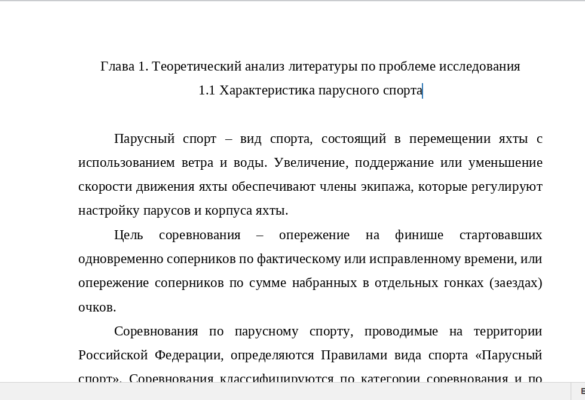 Глава 1. Теоретический анализ литературы по проблеме исследования
1.1 Характеристика парусного спорта
Парусный спорт – вид спорта, состоящий в перемещении яхты с
использованием ветра и воды. Увеличение, поддержание или уменьшение
скорости движения яхты обеспечивают члены экипажа, которые регулируют
настройку парусов и корпуса яхты.
Цель соревнования – опережение на финише стартовавших
одновременно соперников по фактическому или исправленному времени, или
опережение соперников по сумме набранных в отдельных гонках (заездах)
очков.
Соревнования по парусному спорту, проводимые на территории
Российской Федерации, определяются Правилами вида спорта «Парусный
спорт». Соревнования классифицируются по категории соревнования и по